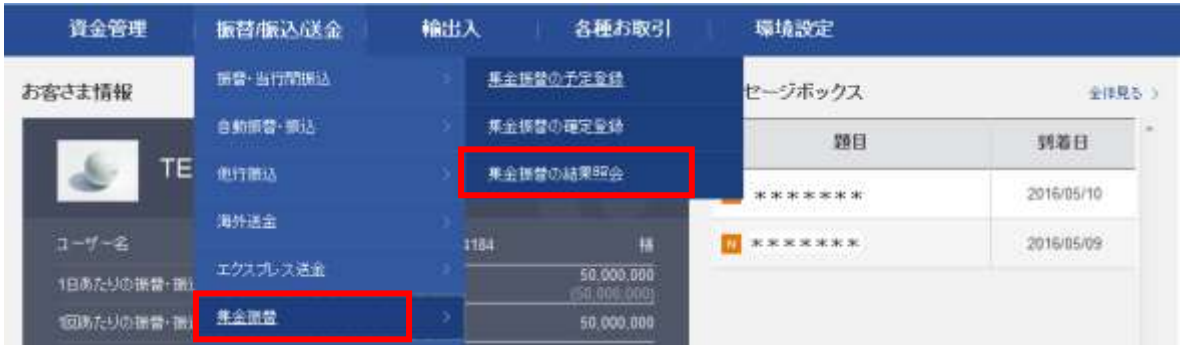 資金管理 振替/振込/送金 輸出入 各種お取引 環境設定
お客さま情報
振替・当行間振込
自動振替・振込
他行振込
海外送金
エクスプレス送金
集金振替
集金振替の予定登録
集金振替の確定登録
集金振替の結果照会
セージボックス 全体見る
題目 到着日
N ******* 2016/05/10
N ******* 2016/05/09
TE
ユーザー名 4184 様
1日あたりの振替・振込 50.000.000
(50.000.000)
1回あたりの振替・振込 50.000.000